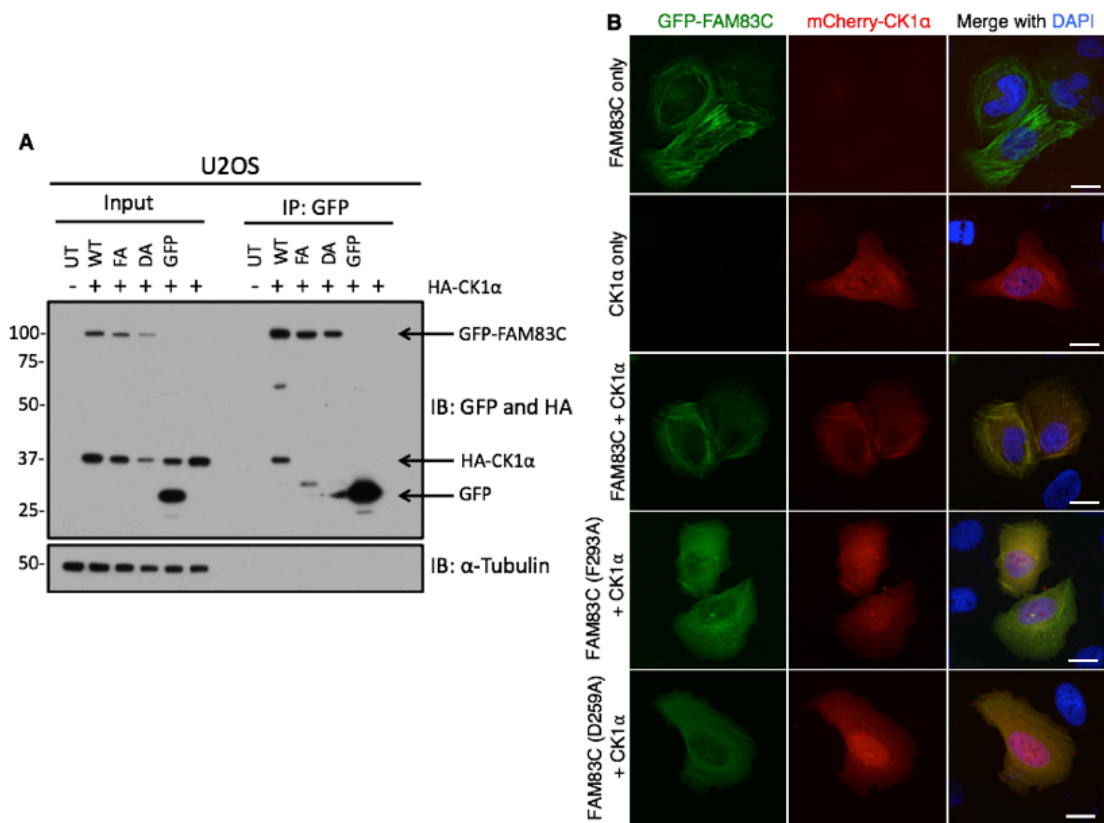 A
U2OS
Input IP: GFP
UT WT FA DA GFP UT WT FA DA GFP
- + + + + + - + + + + + HA-CK1α
100- GFP-FAM83C
75-
50- IB: GFP and HA
37- HA-CK1α
GFP
25-
50- IB: α-Tubulin
B GFP-FAM83C mCherry-CK1α Merge with DAPI
FAM83C only
CK1α only
FAM83C + CK1α
FAM83C (F293A)
+ CK1α
FAM83C (D259A)
+ CK1α